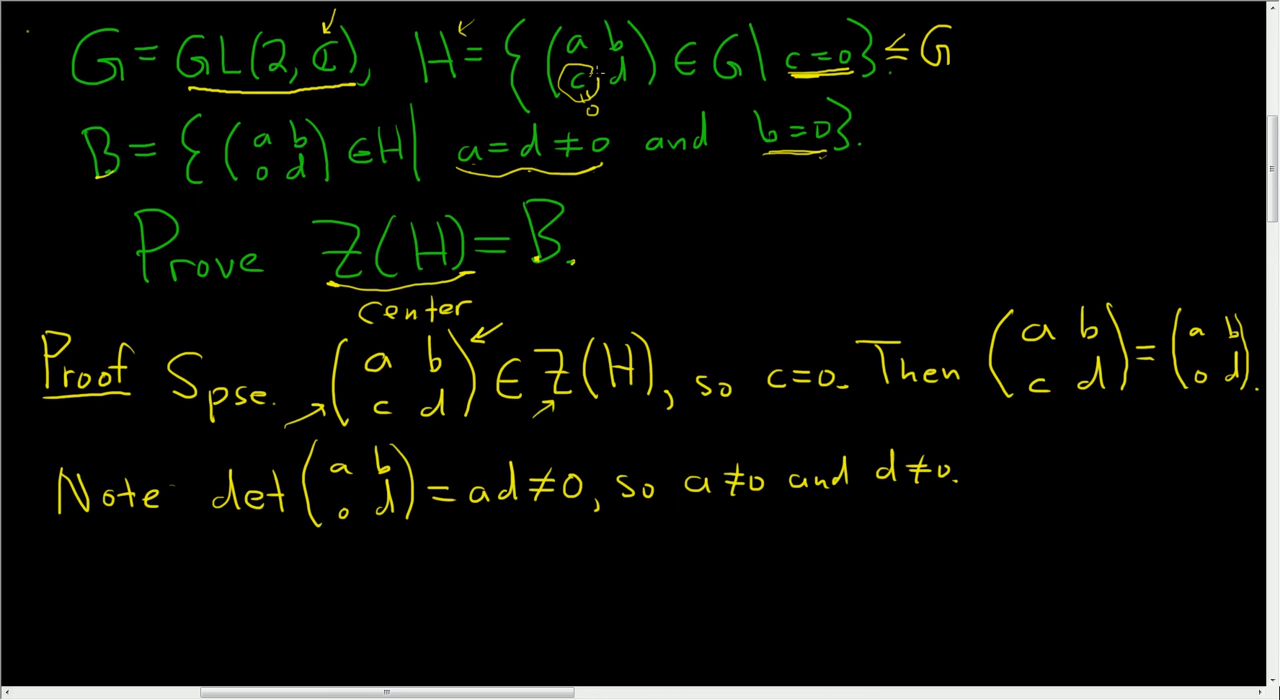 G = GL(2, ℂ), H = { (a b; c d) ∈ G | c=0 } ≤ G
0
B = { (a b; 0 d) ∈ H | a=d≠0 and b=0 }.
Prove Z(H) = B.
center
Proof Spse. (a b; c d) ∈ Z(H), so c=0. Then (a b; c d) = (a b; 0 d).
Note det (a b; 0 d) = ad ≠ 0, so a≠0 and d≠0.